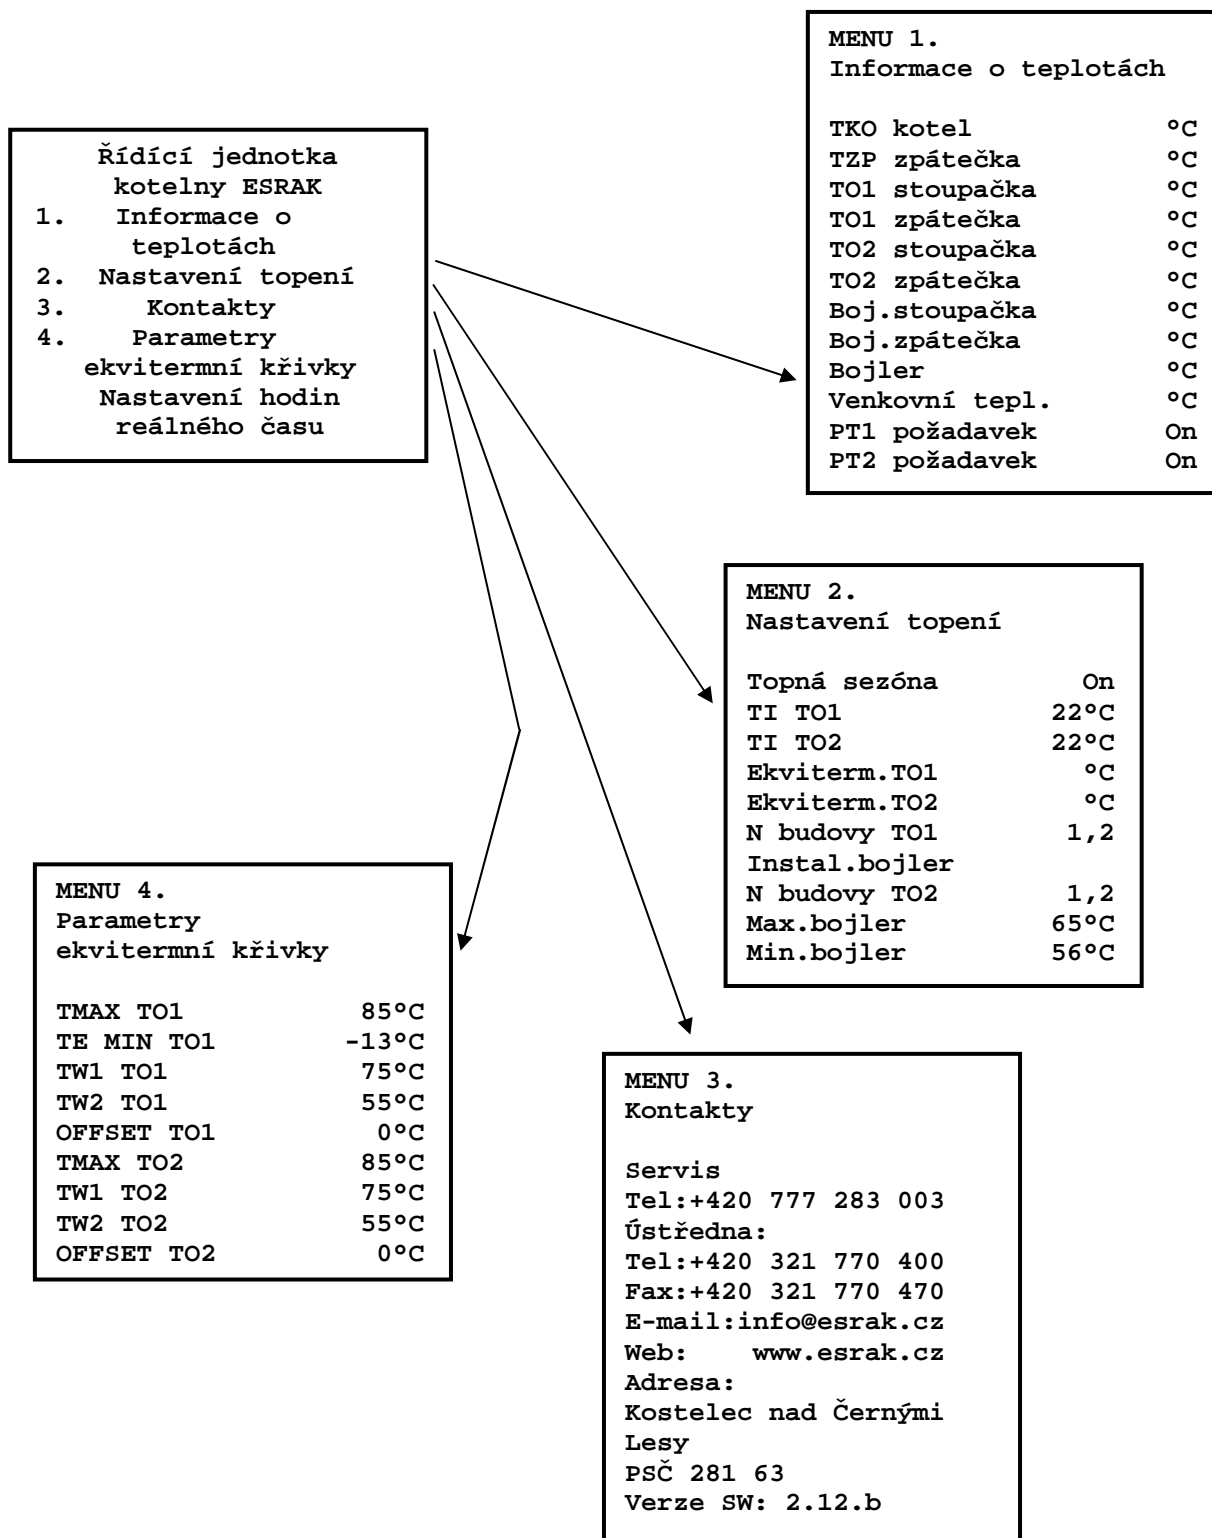 Řídící jednotka
kotelny ESRAK
1. Informace o
teplotách
2. Nastavení topení
3. Kontakty
4. Parametry
ekvitermní křivky
Nastavení hodin
reálného času
MENU 1.
Informace o teplotách
TKO kotel °C
TZP zpátečka °C
TO1 stoupačka °C
TO1 zpátečka °C
TO2 stoupačka °C
TO2 zpátečka °C
Boj.stoupačka °C
Boj.zpátečka °C
Bojler °C
Venkovní tepl. °C
PT1 požadavek On
PT2 požadavek On
MENU 2.
Nastavení topení
Topná sezóna On
TI TO1 22°C
TI TO2 22°C
Ekviterm.TO1 °C
Ekviterm.TO2 °C
N budovy TO1 1,2
Instal.bojler
N budovy TO2 1,2
Max.bojler 65°C
Min.bojler 56°C
MENU 4.
Parametry
ekvitermní křivky
TMAX TO1 85°C
TE MIN TO1 -13°C
TW1 TO1 75°C
TW2 TO1 55°C
OFFSET TO1 0°C
TMAX TO2 85°C
TW1 TO2 75°C
TW2 TO2 55°C
OFFSET TO2 0°C
MENU 3.
Kontakty
Servis
Tel:+420 777 283 003
Ústředna:
Tel:+420 321 770 400
Fax:+420 321 770 470
E-mail:info@esrak.cz
Web: www.esrak.cz
Adresa:
Kostelec nad Černými
Lesy
PSČ 281 63
Verze SW: 2.12.b